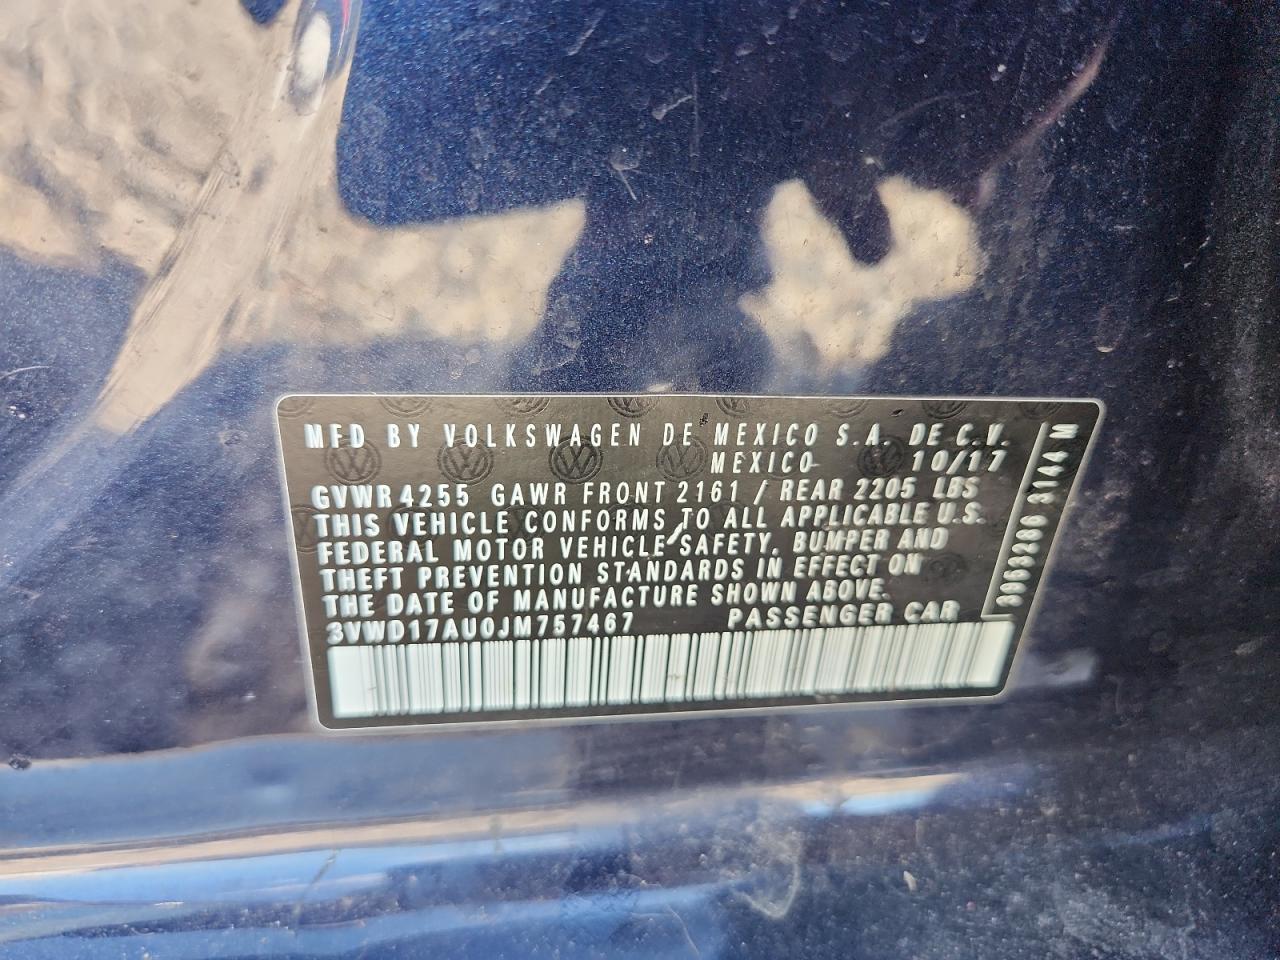 MFD BY VOLKSWAGEN DE MEXICO S.A. DE C.V.
MEXICO 10/17
GVWR 4255 GAWR FRONT 2161 / REAR 2205 LBS
THIS VEHICLE CONFORMS TO ALL APPLICABLE U.S.
FEDERAL MOTOR VEHICLE SAFETY, BUMPER AND
THEFT PREVENTION STANDARDS IN EFFECT ON
THE DATE OF MANUFACTURE SHOWN ABOVE.
3VWD17AU0JM757467 PASSENGER CAR